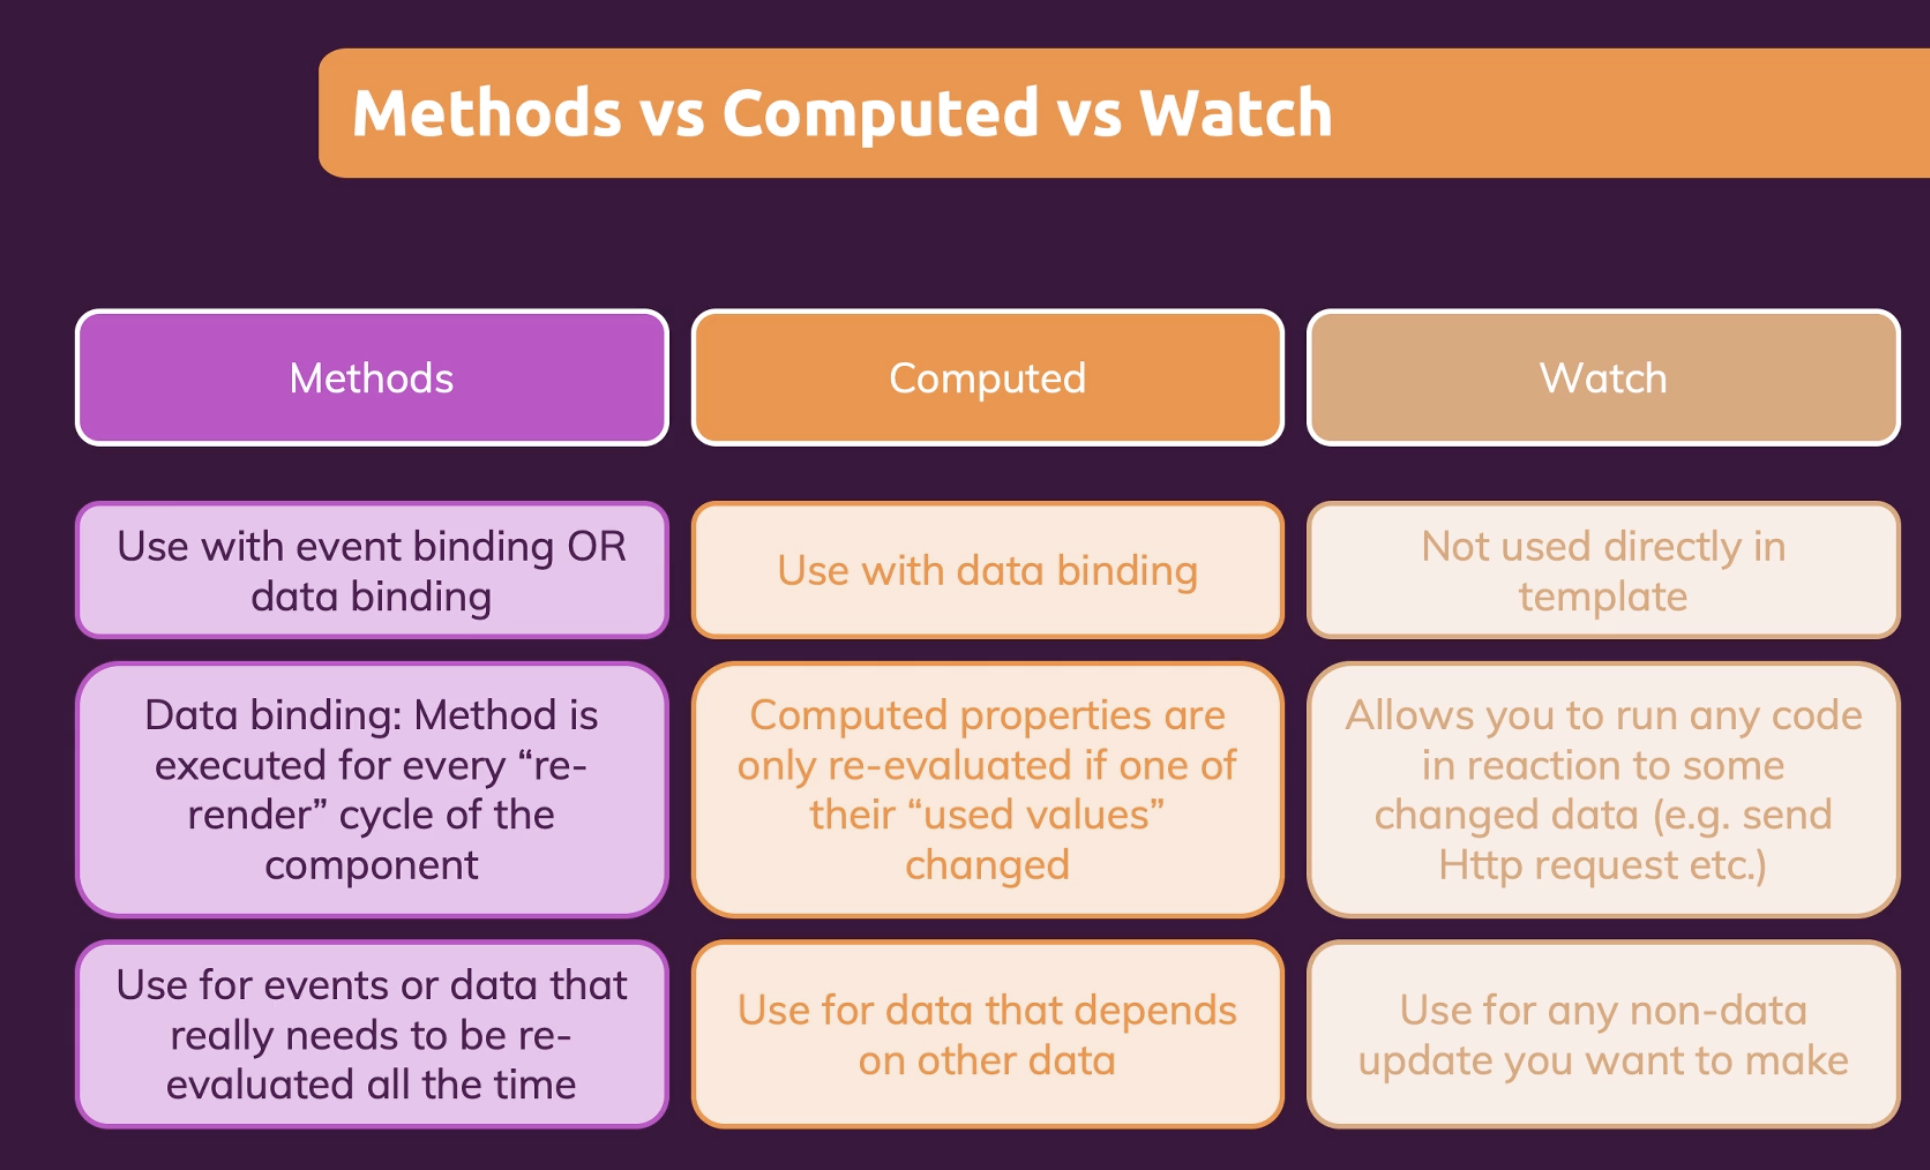 Methods vs Computed vs Watch
Methods
Computed
Watch
Use with event binding OR
data binding
Use with data binding
Not used directly in
template
Data binding: Method is
executed for every “re-
render” cycle of the
component
Computed properties are
only re-evaluated if one of
their “used values”
changed
Allows you to run any code
in reaction to some
changed data (e.g. send
Http request etc.)
Use for events or data that
really needs to be re-
evaluated all the time
Use for data that depends
on other data
Use for any non-data
update you want to make